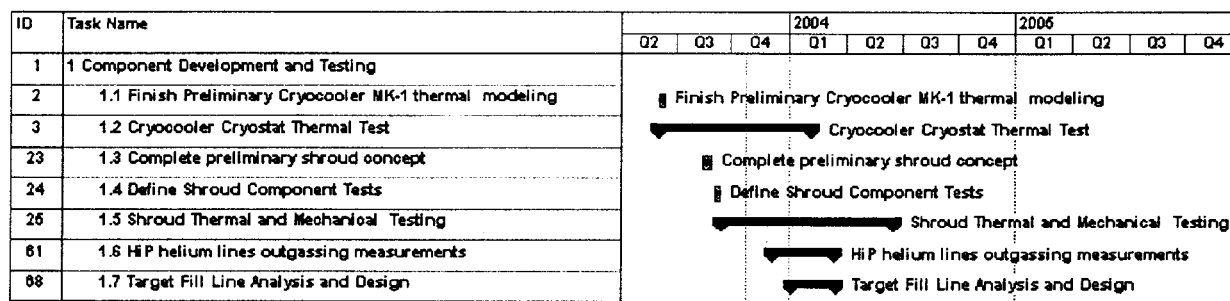 ID Task Name 2004 2005
Q2 Q3 Q4 Q1 Q2 Q3 Q4 Q1 Q2 Q3 Q4
1 1 Component Development and Testing
2 1.1 Finish Preliminary Cryocooler MK-1 thermal modeling Finish Preliminary Cryocooler MK-1 thermal modeling
3 1.2 Cryocooler Cryostat Thermal Test Cryocooler Cryostat Thermal Test
23 1.3 Complete preliminary shroud concept Complete preliminary shroud concept
24 1.4 Define Shroud Component Tests Define Shroud Component Tests
25 1.5 Shroud Thermal and Mechanical Testing Shroud Thermal and Mechanical Testing
61 1.6 HiP helium lines outgassing measurements HiP helium lines outgassing measurements
68 1.7 Target Fill Line Analysis and Design Target Fill Line Analysis and Design